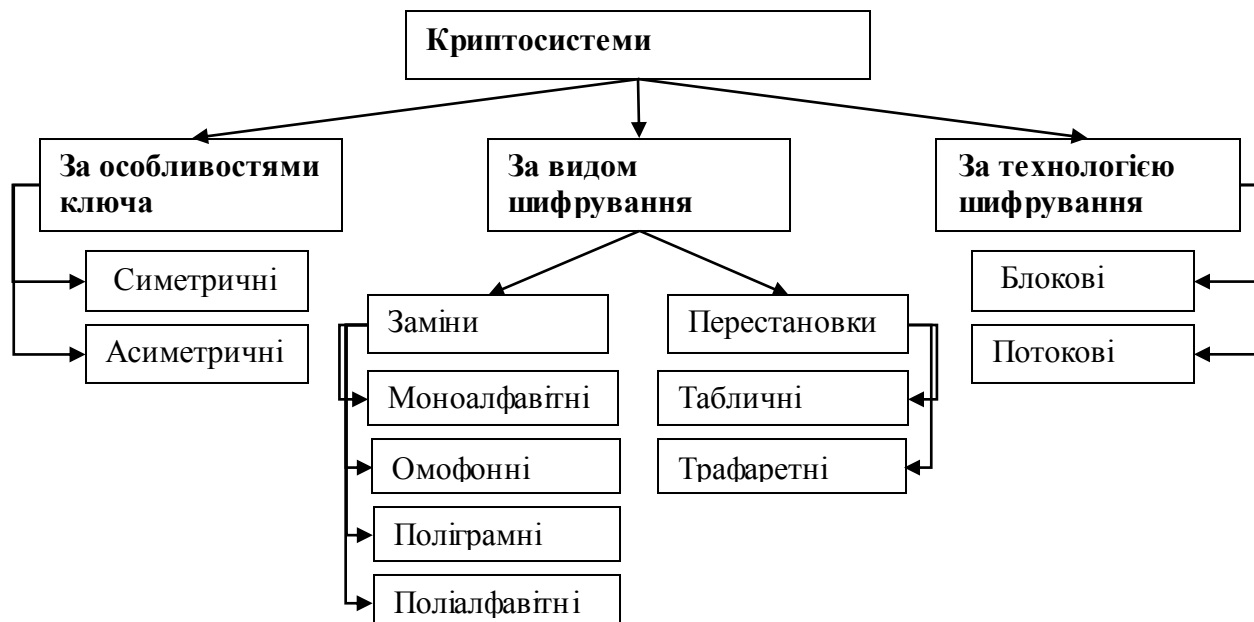 Криптосистеми
За особливостями
ключа
За видом
шифрування
За технологією
шифрування
Симетричні
Асиметричні
Заміни
Моноалфавітні
Омофонні
Поліграмні
Поліалфавітні
Перестановки
Табличні
Трафаретні
Блокові
Потокові